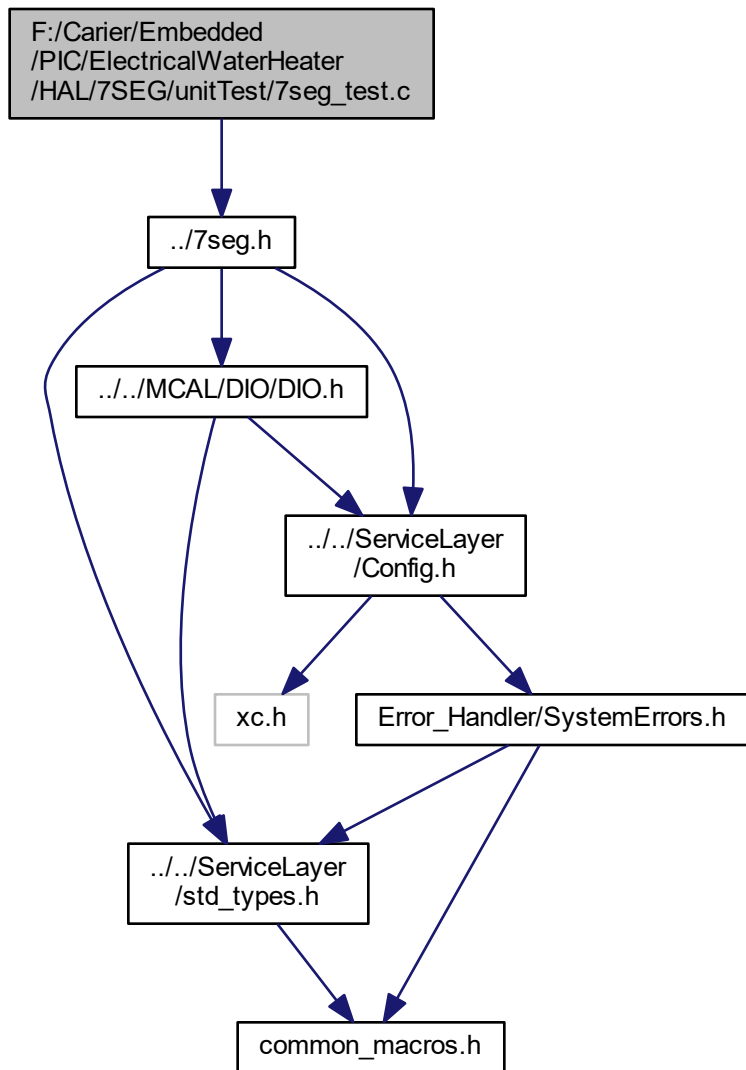 F:/Carier/Embedded
/PIC/ElectricalWaterHeater
/HAL/7SEG/unitTest/7seg_test.c
../7seg.h
../../MCAL/DIO/DIO.h
../../ServiceLayer
/Config.h
xc.h
Error_Handler/SystemErrors.h
../../ServiceLayer
/std_types.h
common_macros.h